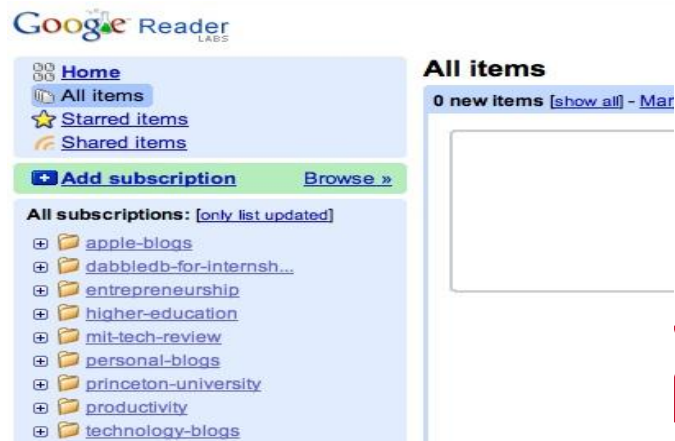 Google Reader
LABS
Home
All items
Starred items
Shared items
Add subscription Browse »
All subscriptions: [only list updated]
apple-blogs
dabbledb-for-internsh...
entrepreneurship
higher-education
mit-tech-review
personal-blogs
princeton-university
productivity
technology-blogs
All items
0 new items [show all] - Mar